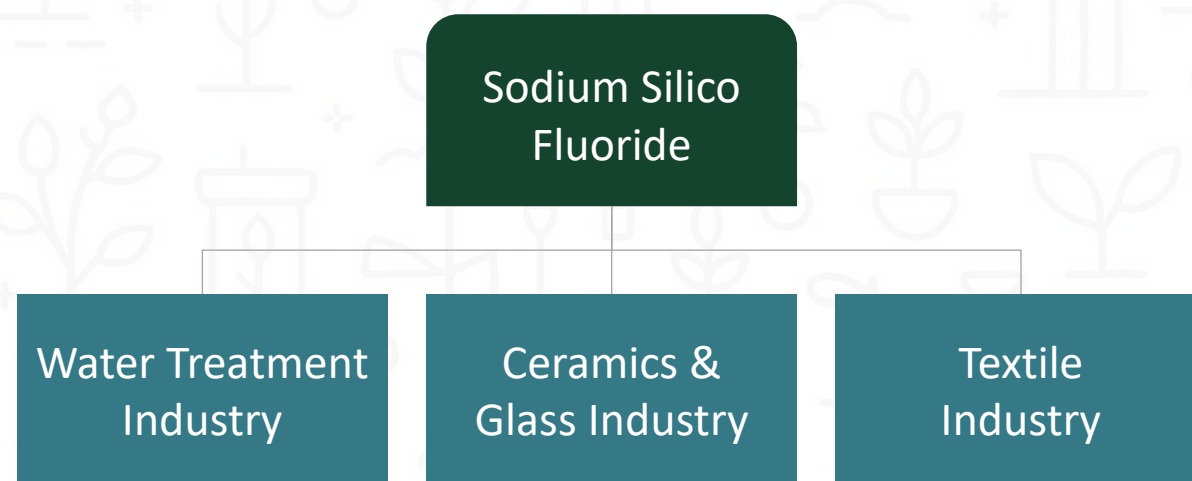 Sodium Silico
Fluoride
Water Treatment
Industry
Ceramics &
Glass Industry
Textile
Industry